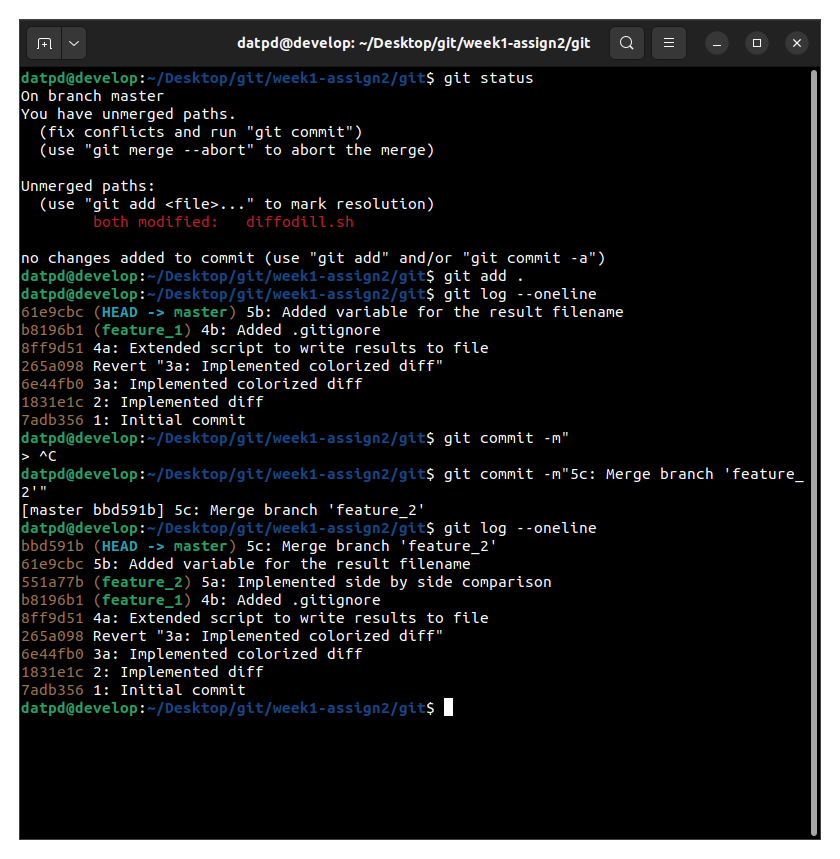 datpd@develop: ~/Desktop/git/week1-assign2/git
datpd@develop:~/Desktop/git/week1-assign2/git$ git status
On branch master
You have unmerged paths.
  (fix conflicts and run "git commit")
  (use "git merge --abort" to abort the merge)

Unmerged paths:
  (use "git add <file>..." to mark resolution)
        both modified:   diffodill.sh

no changes added to commit (use "git add" and/or "git commit -a")
datpd@develop:~/Desktop/git/week1-assign2/git$ git add .
datpd@develop:~/Desktop/git/week1-assign2/git$ git log --oneline
61e9cbc (HEAD -> master) 5b: Added variable for the result filename
b8196b1 (feature_1) 4b: Added .gitignore
8ff9d51 4a: Extended script to write results to file
265a098 Revert "3a: Implemented colorized diff"
6e44fb0 3a: Implemented colorized diff
1831e1c 2: Implemented diff
7adb356 1: Initial commit
datpd@develop:~/Desktop/git/week1-assign2/git$ git commit -m"
> ^C
datpd@develop:~/Desktop/git/week1-assign2/git$ git commit -m"5c: Merge branch 'feature_
2'"
[master bbd591b] 5c: Merge branch 'feature_2'
datpd@develop:~/Desktop/git/week1-assign2/git$ git log --oneline
bbd591b (HEAD -> master) 5c: Merge branch 'feature_2'
61e9cbc 5b: Added variable for the result filename
551a77b (feature_2) 5a: Implemented side by side comparison
b8196b1 (feature_1) 4b: Added .gitignore
8ff9d51 4a: Extended script to write results to file
265a098 Revert "3a: Implemented colorized diff"
6e44fb0 3a: Implemented colorized diff
1831e1c 2: Implemented diff
7adb356 1: Initial commit
datpd@develop:~/Desktop/git/week1-assign2/git$